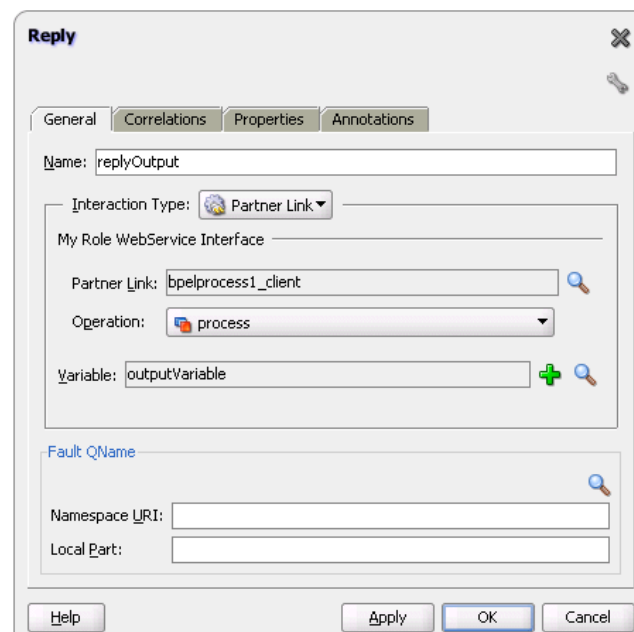 Reply
General Correlations Properties Annotations
Name: replyOutput
Interaction Type: Partner Link
My Role WebService Interface
Partner Link: bpelprocess1_client
Operation: process
Variable: outputVariable
Fault QName
Namespace URI:
Local Part:
Help Apply OK Cancel